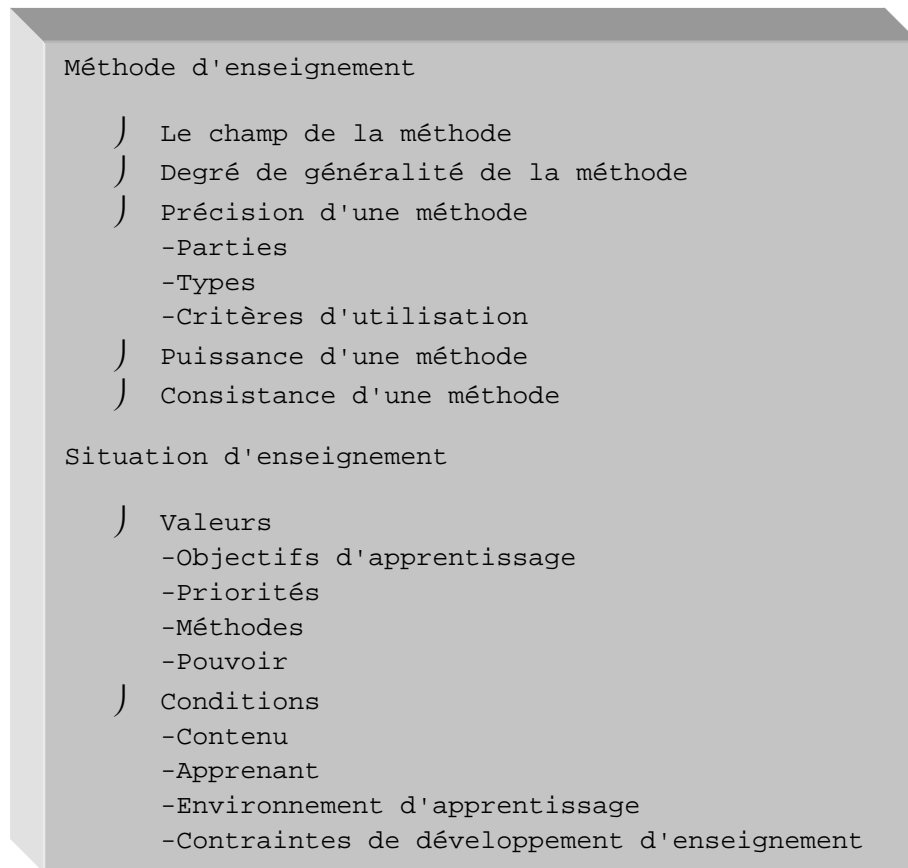 Méthode d'enseignement
⌡ Le champ de la méthode
⌡ Degré de généralité de la méthode
⌡ Précision d'une méthode
-Parties
-Types
-Critères d'utilisation
⌡ Puissance d'une méthode
⌡ Consistance d'une méthode
Situation d'enseignement
⌡ Valeurs
-Objectifs d'apprentissage
-Priorités
-Méthodes
-Pouvoir
⌡ Conditions
-Contenu
-Apprenant
-Environnement d'apprentissage
-Contraintes de développement d'enseignement